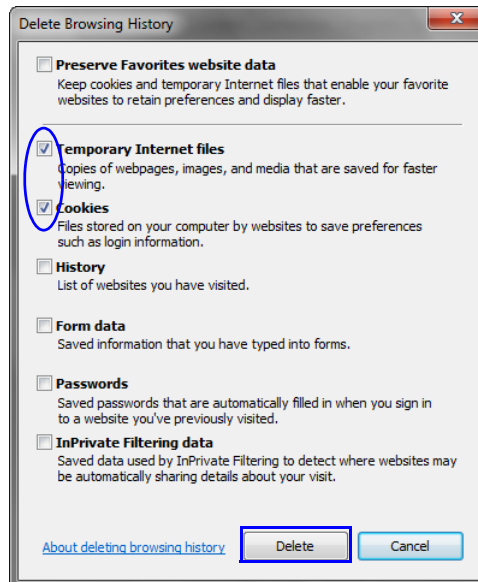 Delete Browsing History
Preserve Favorites website data
Keep cookies and temporary Internet files that enable your favorite
websites to retain preferences and display faster.
Temporary Internet files
Copies of webpages, images, and media that are saved for faster
viewing.
Cookies
Files stored on your computer by websites to save preferences
such as login information.
History
List of websites you have visited.
Form data
Saved information that you have typed into forms.
Passwords
Saved passwords that are automatically filled in when you sign in
to a website you've previously visited.
InPrivate Filtering data
Saved data used by InPrivate Filtering to detect where websites may
be automatically sharing details about your visit.
About deleting browsing history Delete Cancel